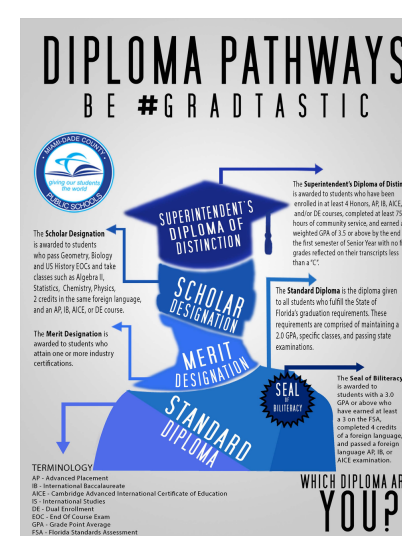 DIPLOMA PATHWAYS
BE #GRADTASTIC
MIAMI-DADE COUNTY
giving our students
the world
PUBLIC SCHOOLS
SUPERINTENDENT'S
DIPLOMA OF
DISTINCTION
The Superintendent's Diploma of Distin
is awarded to students who have been
enrolled in at least 4 Honors, AP, IB, AICE,
and/or DE courses, completed at least 75
hours of community service, and earned a
weighted GPA of 3.5 or above by the end
the first semester of Senior Year with no fi
grades reflected on their transcripts less
than a "C".
The Scholar Designation
is awarded to students
who pass Geometry, Biology
and US History EOCs and take
classes such as Algebra II,
Statistics, Chemistry, Physics,
2 credits in the same foreign language,
and an AP, IB, AICE, or DE course.
SCHOLAR
DESIGNATION
The Standard Diploma is the diploma given
to all students who fulfill the State of
Florida's graduation requirements. These
requirements are comprised of maintaining a
2.0 GPA, specific classes, and passing state
examinations.
The Merit Designation is
awarded to students who
attain one or more industry
certifications.
MERIT
DESIGNATION
SEAL
OF
BILITERACY
The Seal of Biliteracy
is awarded to
students with a 3.0
GPA or above who
have earned at least
a 3 on the FSA,
completed 4 credits
of a foreign language,
and passed a foreign
language AP, IB, or
AICE examination.
STANDARD
DIPLOMA
TERMINOLOGY
AP - Advanced Placement
IB - International Baccalaureate
AICE - Cambridge Advanced International Certificate of Education
IS - International Studies
DE - Dual Enrollment
EOC - End Of Course Exam
GPA - Grade Point Average
FSA - Florida Standards Assessment
WHICH DIPLOMA AR
YOU?